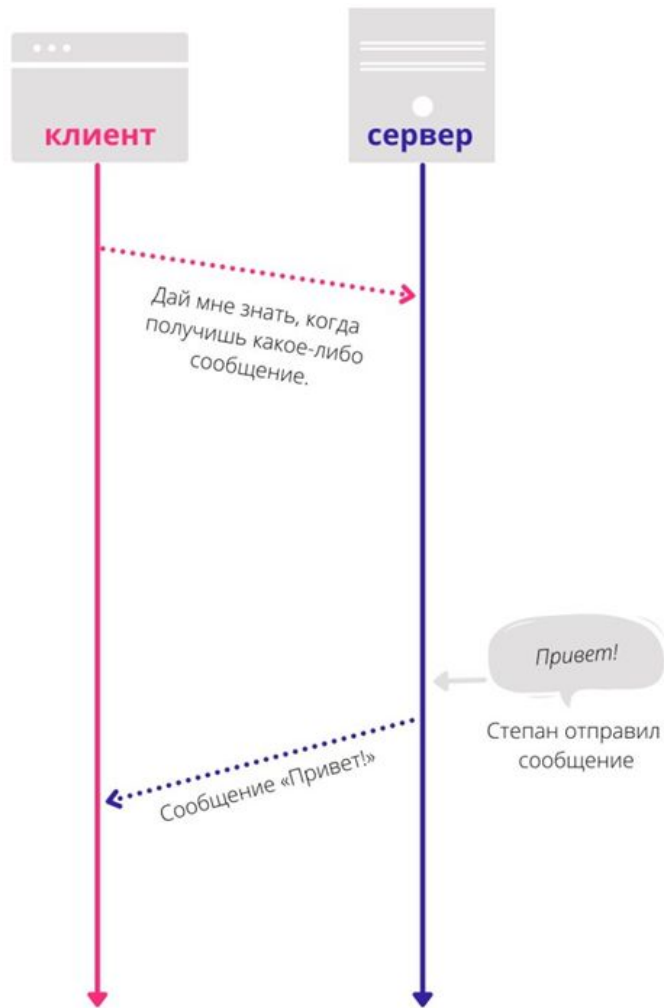 клиент
сервер
Дай мне знать, когда
получишь какое-либо
сообщение.
Привет!
Степан отправил
сообщение
Сообщение «Привет!»